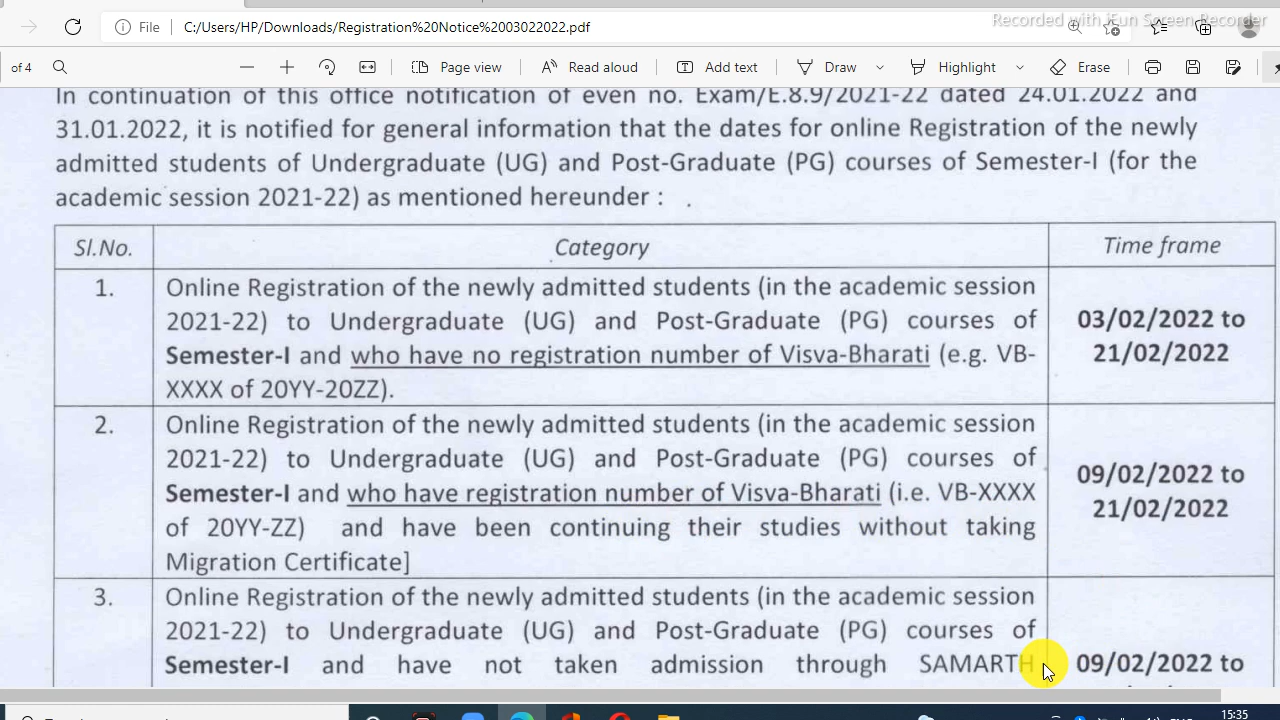 Recorded with iFun Screen Recorder
File C:/Users/HP/Downloads/Registration%20Notice%2003022022.pdf
of 4 Page view Read aloud Add text Draw Highlight Erase
In continuation of this office notification of even no. Exam/E.8.9/2021-22 dated 24.01.2022 and
31.01.2022, it is notified for general information that the dates for online Registration of the newly
admitted students of Undergraduate (UG) and Post-Graduate (PG) courses of Semester-I (for the
academic session 2021-22) as mentioned hereunder :
Sl.No. Category Time frame
1. Online Registration of the newly admitted students (in the academic session
2021-22) to Undergraduate (UG) and Post-Graduate (PG) courses of
Semester-I and who have no registration number of Visva-Bharati (e.g. VB-
XXXX of 20YY-20ZZ).
03/02/2022 to
21/02/2022
2. Online Registration of the newly admitted students (in the academic session
2021-22) to Undergraduate (UG) and Post-Graduate (PG) courses of
Semester-I and who have registration number of Visva-Bharati (i.e. VB-XXXX
of 20YY-ZZ) and have been continuing their studies without taking
Migration Certificate]
09/02/2022 to
21/02/2022
3. Online Registration of the newly admitted students (in the academic session
2021-22) to Undergraduate (UG) and Post-Graduate (PG) courses of
Semester-I and have not taken admission through SAMARTH
09/02/2022 to
15:35